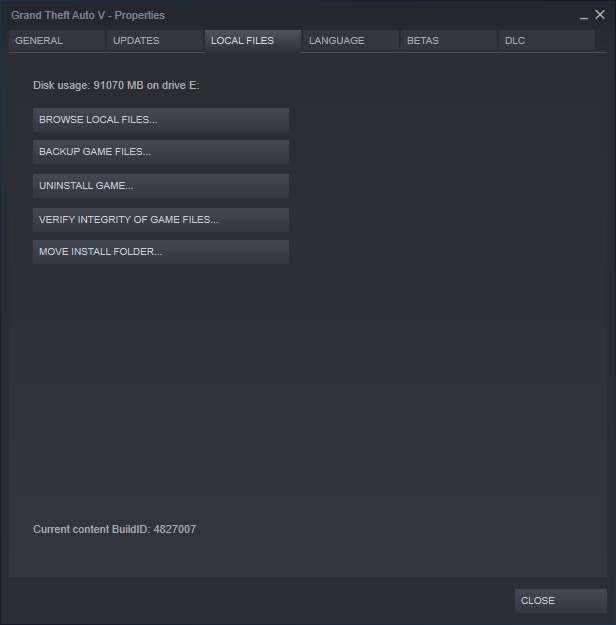 Grand Theft Auto V - Properties
GENERAL UPDATES LOCAL FILES LANGUAGE BETAS DLC
Disk usage: 91070 MB on drive E:
BROWSE LOCAL FILES...
BACKUP GAME FILES...
UNINSTALL GAME...
VERIFY INTEGRITY OF GAME FILES...
MOVE INSTALL FOLDER...
Current content BuildID: 4827007
CLOSE